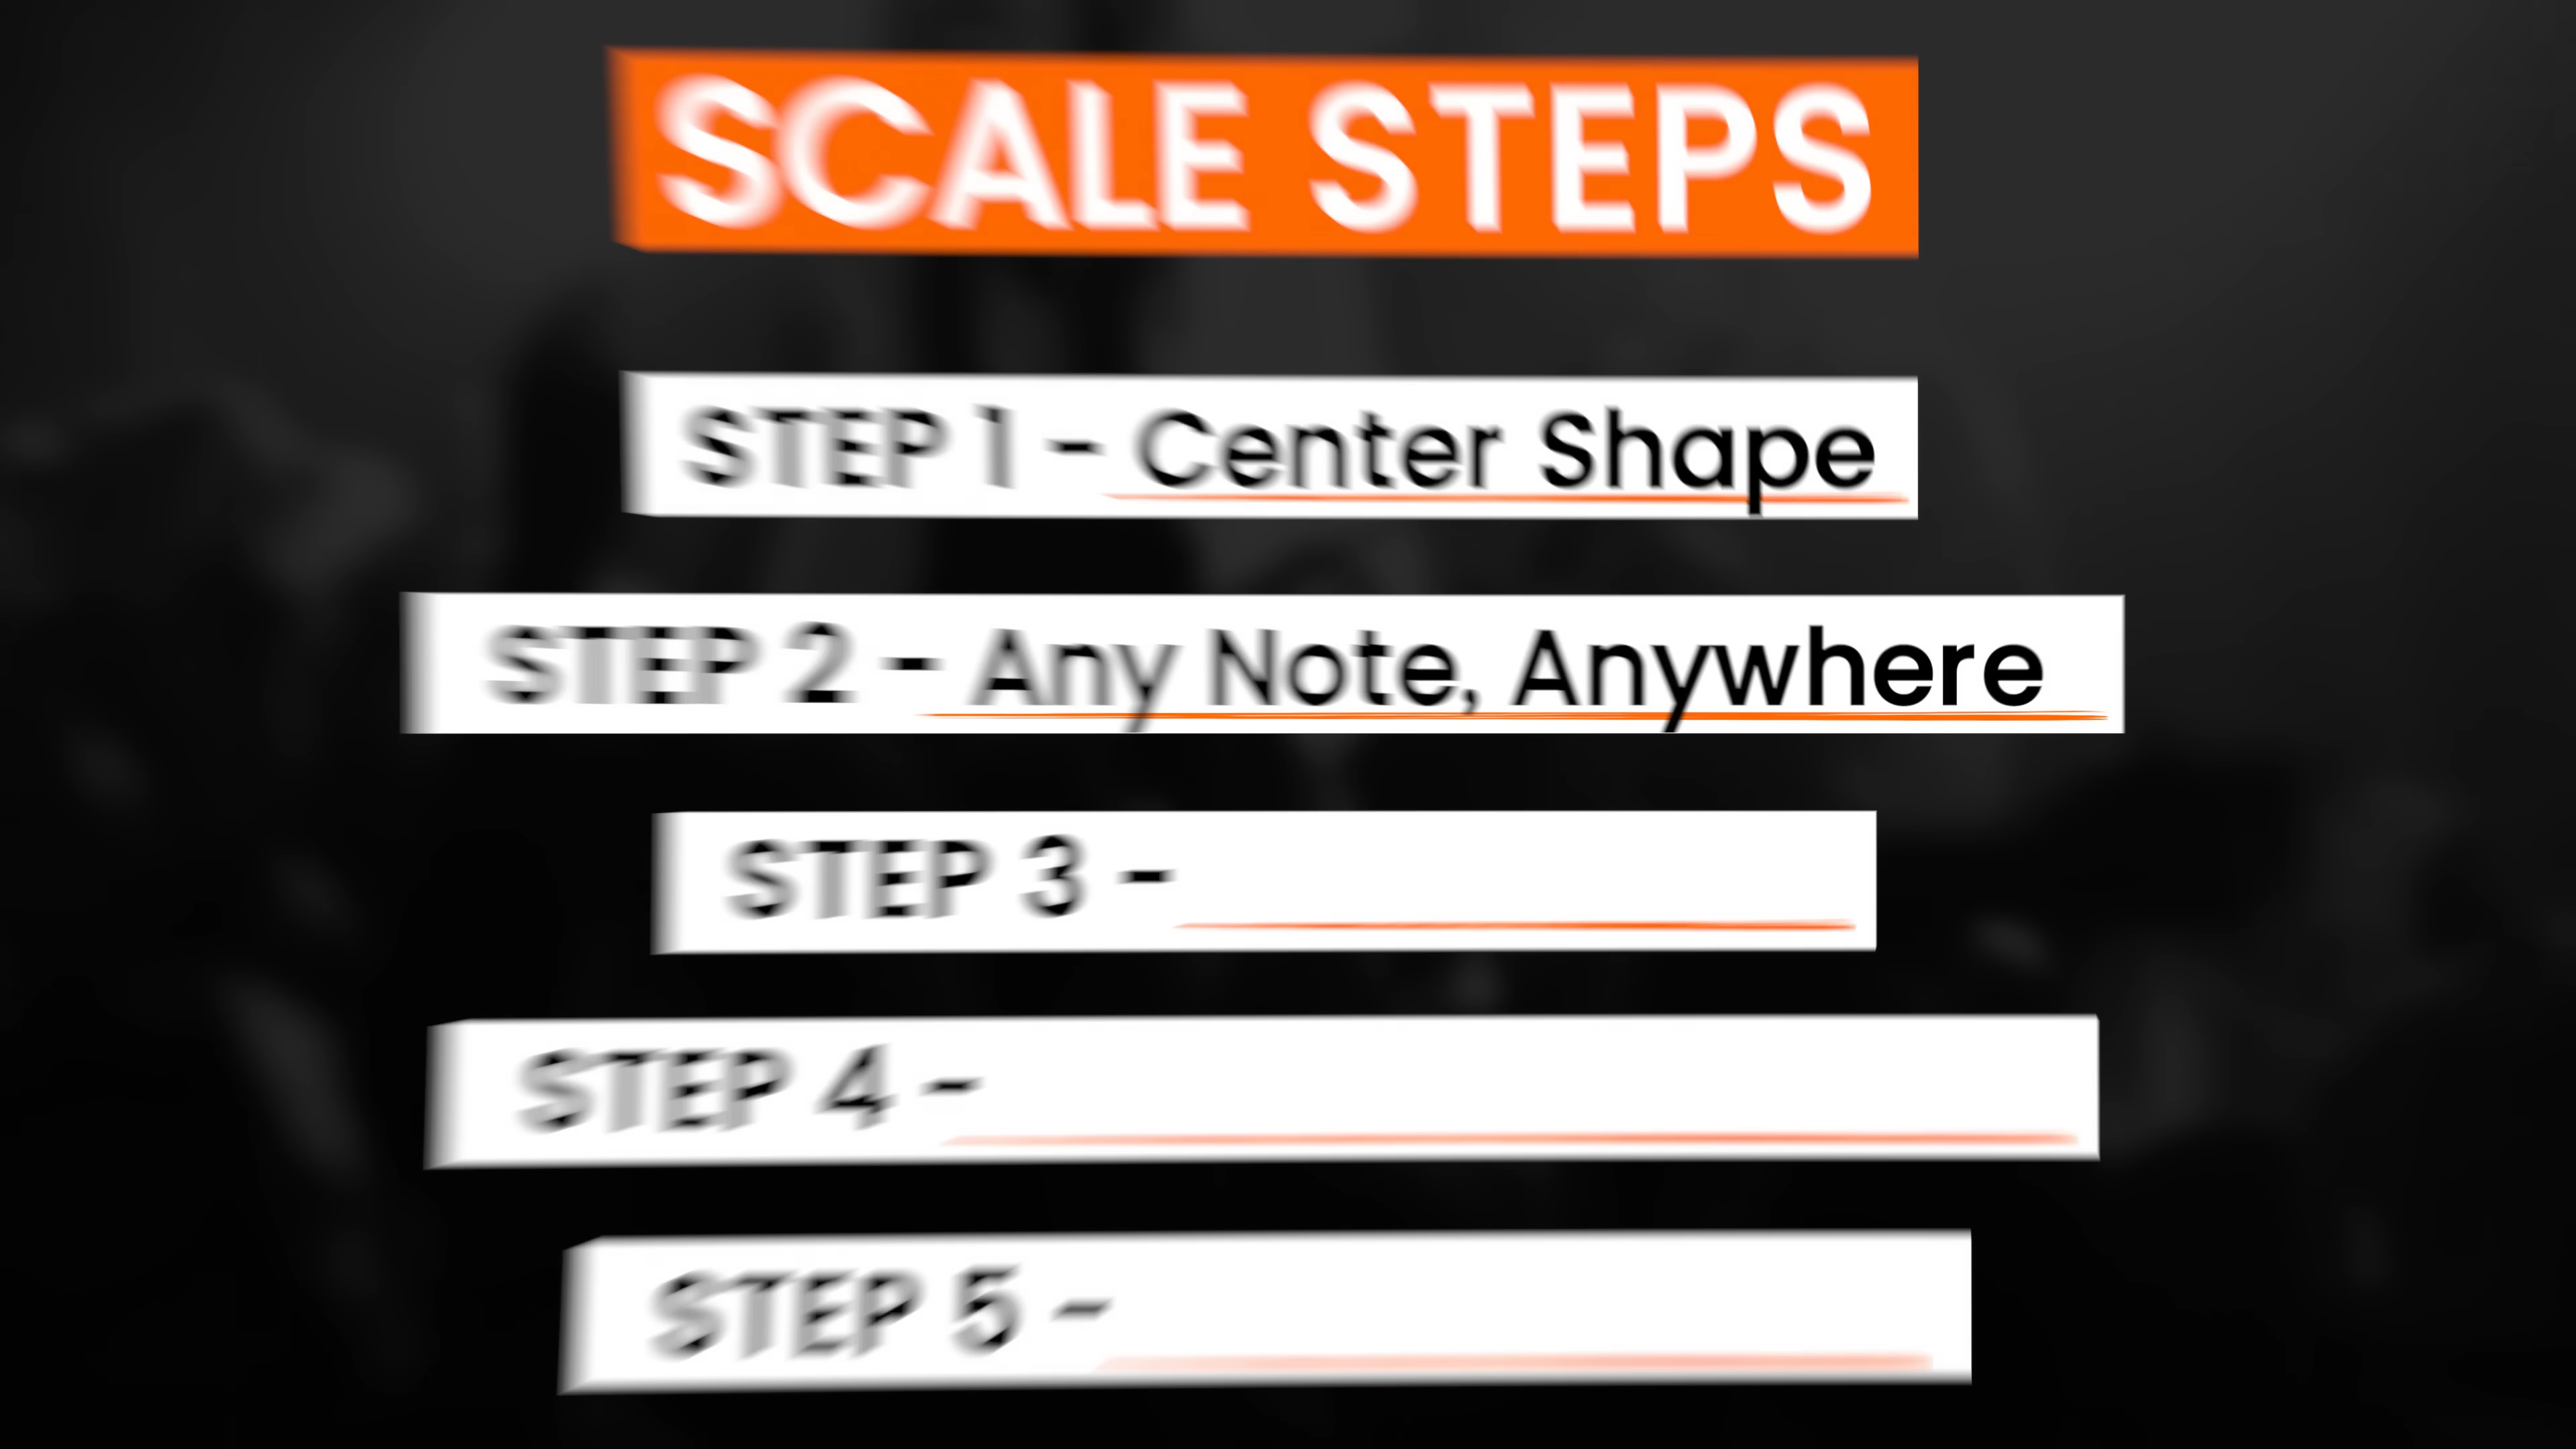 SCALE STEPS
STEP 1 - Center Shape
STEP 2 - Any Note, Anywhere
STEP 3 -
STEP 4 -
STEP 5 -